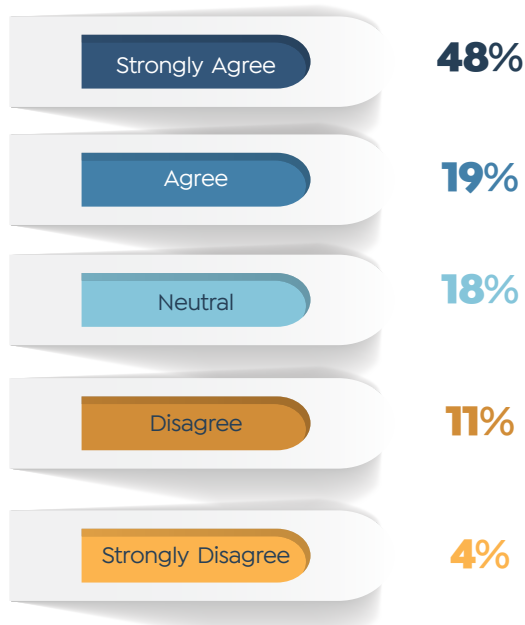 Strongly Agree 48%
Agree 19%
Neutral 18%
Disagree 11%
Strongly Disagree 4%